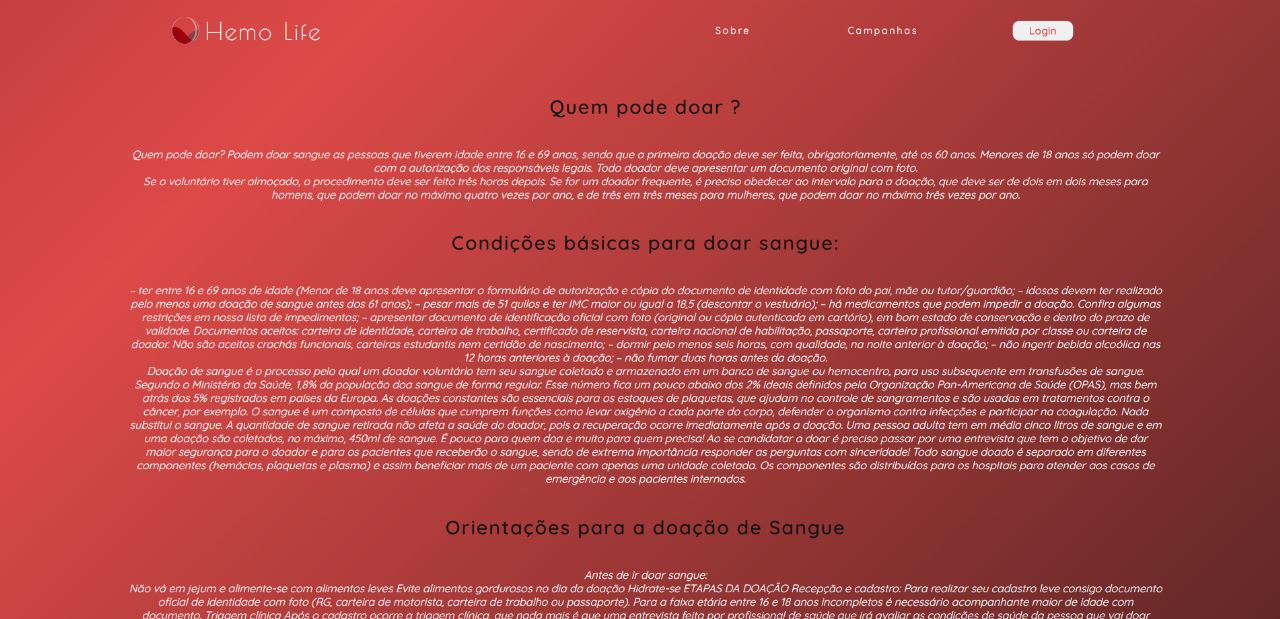 Hemo Life
Sobre
Campanhas
Login
Quem pode doar ?
Quem pode doar? Podem doar sangue as pessoas que tiverem idade entre 16 e 69 anos, sendo que a primeira doação deve ser feita, obrigatoriamente, até os 60 anos. Menores de 18 anos só podem doar
com a autorização dos responsáveis legais. Todo doador deve apresentar um documento original com foto.
Se o voluntário tiver almoçado, o procedimento deve ser feito três horas depois. Se for um doador frequente, é preciso obedecer ao intervalo para a doação, que deve ser de dois em dois meses para
homens, que podem doar no máximo quatro vezes por ano, e de três em três meses para mulheres, que podem doar no máximo três vezes por ano.
Condições básicas para doar sangue:
– ter entre 16 e 69 anos de idade (Menor de 18 anos deve apresentar o formulário de autorização e cópia do documento de identidade com foto do pai, mãe ou tutor/guardião; – idosos devem ter realizado
pelo menos uma doação de sangue antes dos 61 anos); – pesar mais de 51 quilos e ter IMC maior ou igual a 18,5 (descontar o vestuário); – há medicamentos que podem impedir a doação. Confira algumas
restrições em nossa lista de impedimentos; – apresentar documento de identificação oficial com foto (original ou cópia autenticada em cartório), em bom estado de conservação e dentro do prazo de
validade. Documentos aceitos: carteira de identidade, carteira de trabalho, certificado de reservista, carteira nacional de habilitação, passaporte, carteira profissional emitida por classe ou carteira de
doador. Não são aceitos crachás funcionais, carteiras estudantis nem certidão de nascimento; – dormir pelo menos seis horas, com qualidade, na noite anterior à doação; – não ingerir bebida alcoólica nas
12 horas anteriores à doação; – não fumar duas horas antes da doação.
Doação de sangue é o processo pelo qual um doador voluntário tem seu sangue coletado e armazenado em um banco de sangue ou hemocentro, para uso subsequente em transfusões de sangue.
Segundo o Ministério da Saúde, 1,8% da população doa sangue de forma regular. Esse número fica um pouco abaixo dos 2% ideais definidos pela Organização Pan-Americana de Saúde (OPAS), mas bem
atrás dos 5% registrados em países da Europa. As doações constantes são essenciais para os estoques de plaquetas, que ajudam no controle de sangramentos e são usadas em tratamentos contra o
câncer, por exemplo. O sangue é um composto de células que cumprem funções como levar oxigênio a cada parte do corpo, defender o organismo contra infecções e participar na coagulação. Nada
substitui o sangue. A quantidade de sangue retirada não afeta a saúde do doador, pois a recuperação ocorre imediatamente após a doação. Uma pessoa adulta tem em média cinco litros de sangue e em
uma doação são coletados, no máximo, 450ml de sangue. É pouco para quem doa e muito para quem precisa! Ao se candidatar a doar é preciso passar por uma entrevista que tem o objetivo de dar
maior segurança para o doador e para os pacientes que receberão o sangue, sendo de extrema importância responder as perguntas com sinceridade! Todo sangue doado é separado em diferentes
componentes (hemácias, plaquetas e plasma) e assim beneficiar mais de um paciente com apenas uma unidade coletada. Os componentes são distribuídos para os hospitais para atender aos casos de
emergência e aos pacientes internados.
Orientações para a doação de Sangue
Antes de ir doar sangue:
Não vá em jejum e alimente-se com alimentos leves Evite alimentos gordurosos no dia da doação Hidrate-se ETAPAS DA DOAÇÃO Recepção e cadastro: Para realizar seu cadastro leve consigo documento
oficial de identidade com foto (RG, carteira de motorista, carteira de trabalho ou passaporte). Para a faixa etária entre 16 e 18 anos incompletos é necessário acompanhante maior de idade com
documento. Triagem clínica Após o cadastro ocorre a triagem clínica, que nada mais é que uma entrevista feita por profissional de saúde que irá avaliar as condições de saúde da pessoa que vai doar